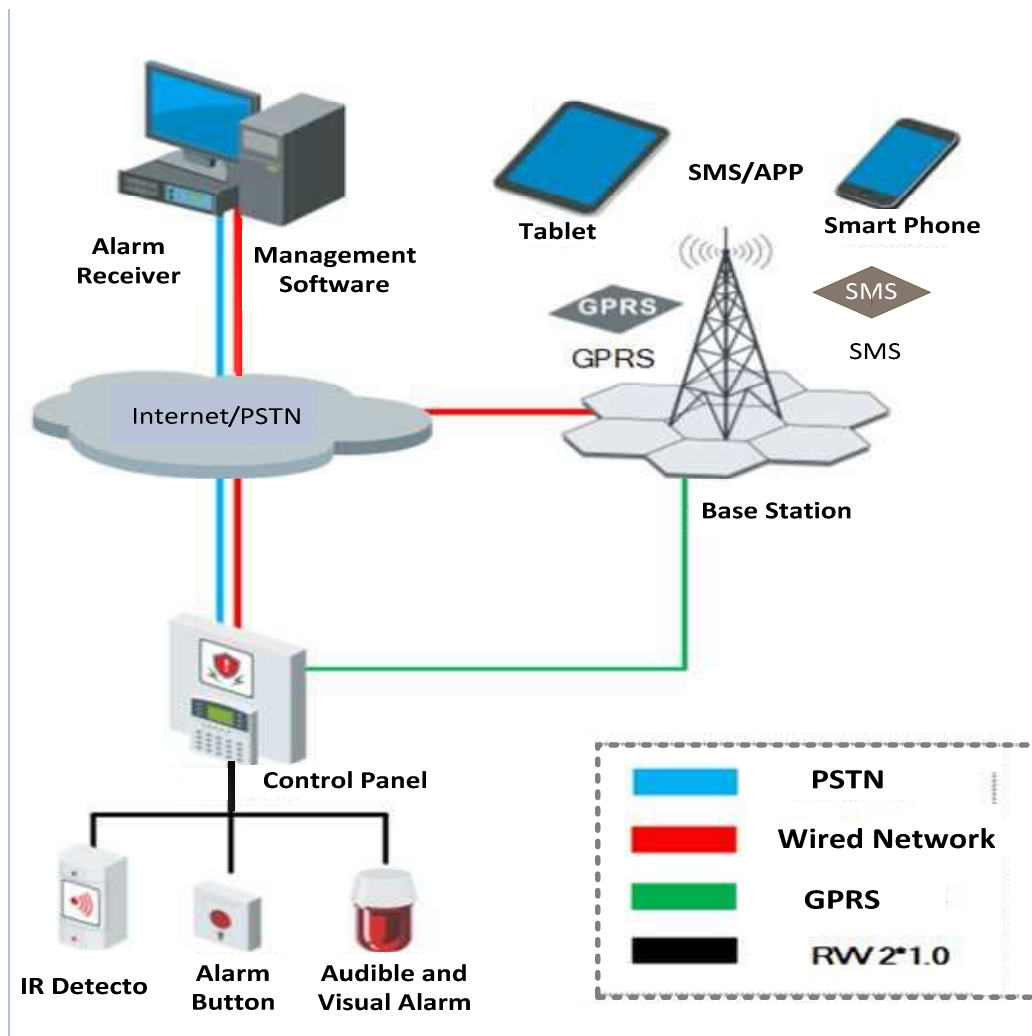 SMS/APP
Tablet
Smart Phone
Alarm
Receiver
Management
Software
GPRS
SMS
GPRS
SMS
Internet/PSTN
Base Station
Control Panel
IR Detecto
Alarm
Button
Audible and
Visual Alarm
PSTN
Wired Network
GPRS
RVV 2*1.0